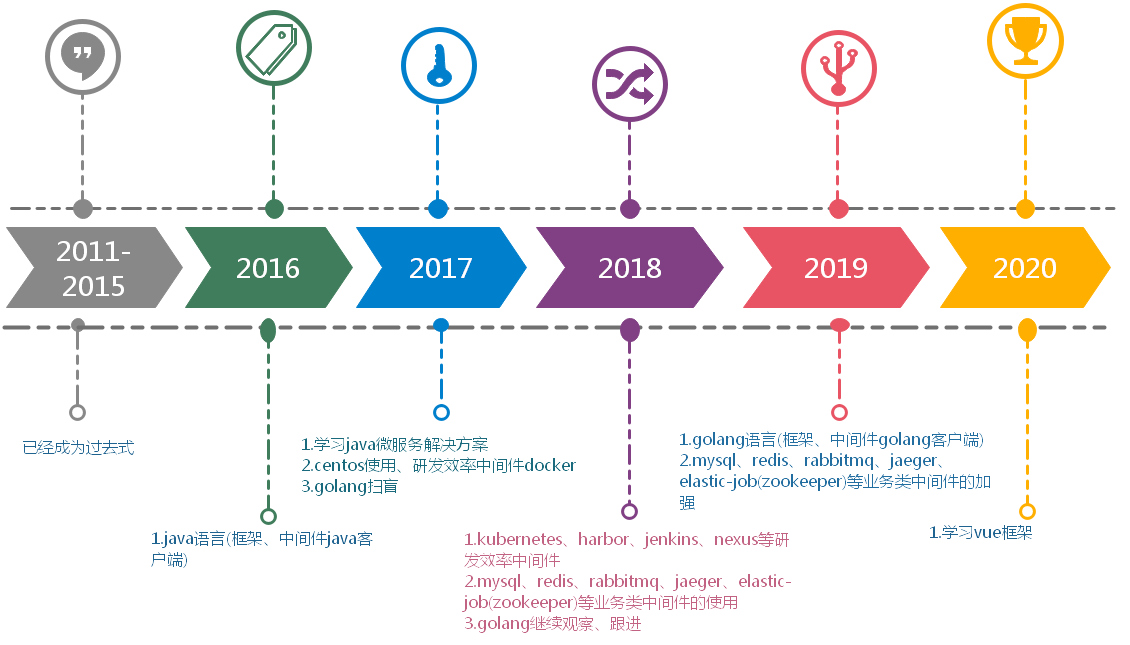 2011-
2015
2016
2017
2018
2019
2020
已经成为过去式
1.java语言(框架、中间件java客
户端)
1.学习java微服务解决方案
2.centos使用、研发效率中间件docker
3.golang扫盲
1.kubernetes、harbor、jenkins、nexus等研
发效率中间件
2.mysql、redis、rabbitmq、jaeger、elastic-
job(zookeeper)等业务类中间件的使用
3.golang继续观察、跟进
1.golang语言(框架、中间件golang客户端)
2.mysql、redis、rabbitmq、jaeger、
elastic-job(zookeeper)等业务类中间件的加
强
1.学习vue框架